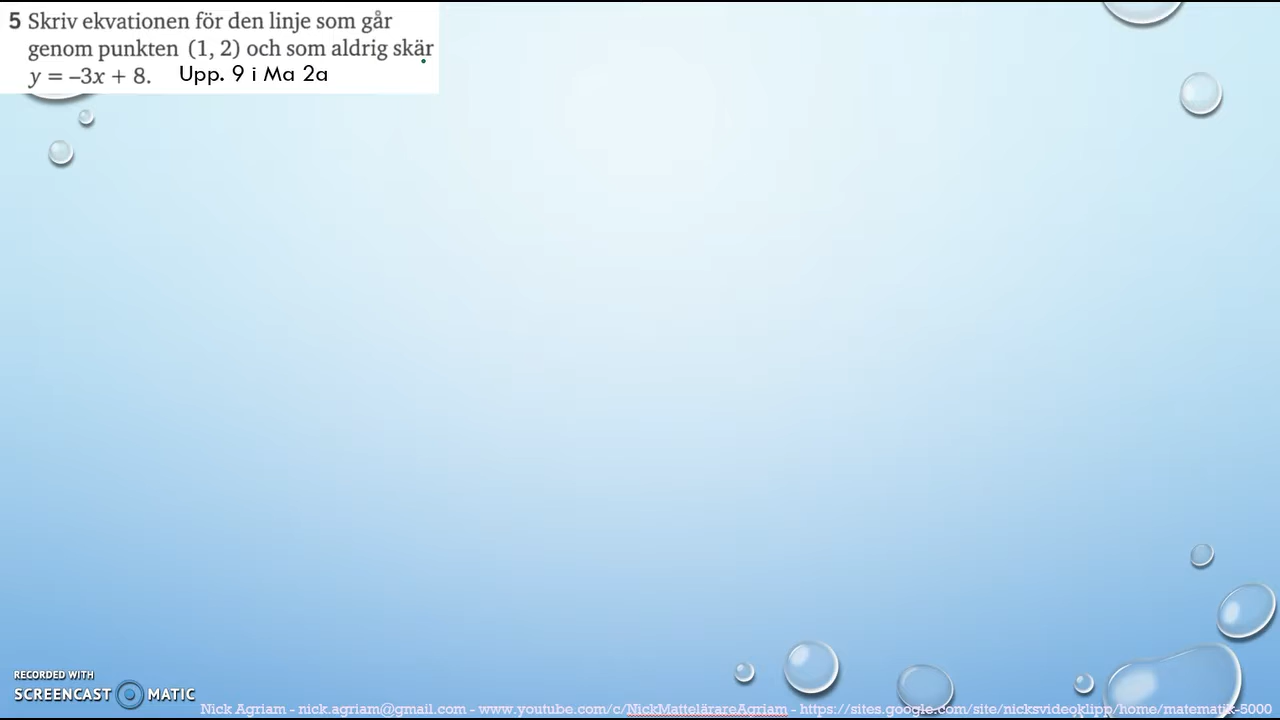 5 Skriv ekvationen för den linje som går
genom punkten (1, 2) och som aldrig skär
y = –3x + 8. Upp. 9 i Ma 2a
RECORDED WITH
SCREENCAST MATIC
Nick Agriam - nick.agriam@gmail.com - www.youtube.com/c/NickMattelärareAgriam - https://sites.google.com/site/nicksvideoklipp/home/matematik-5000